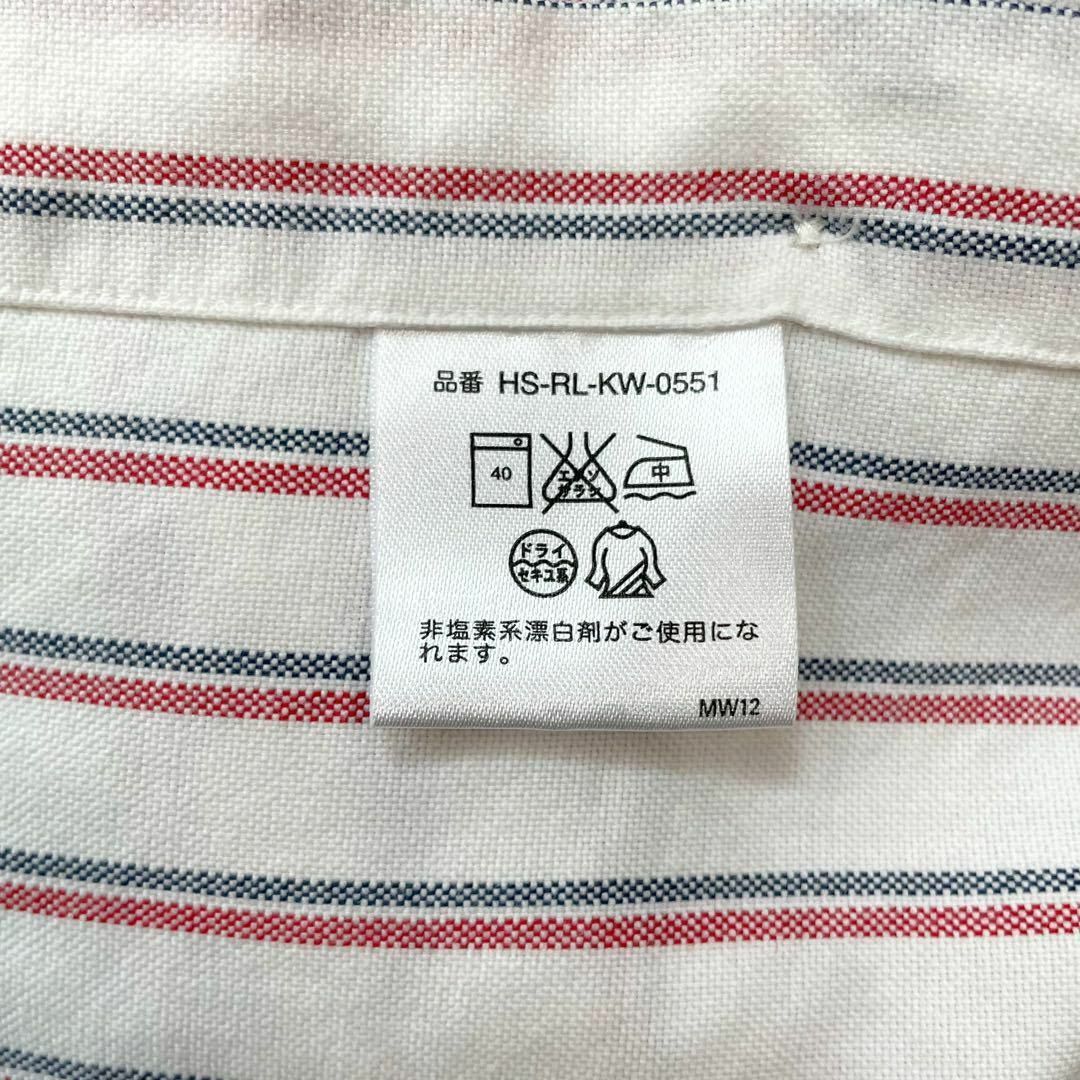 品番 HS-RL-KW-0551
40
エンソ
サラシ
中
ドライ
セキユ系
非塩素系漂白剤がご使用にな
れます。
MW12